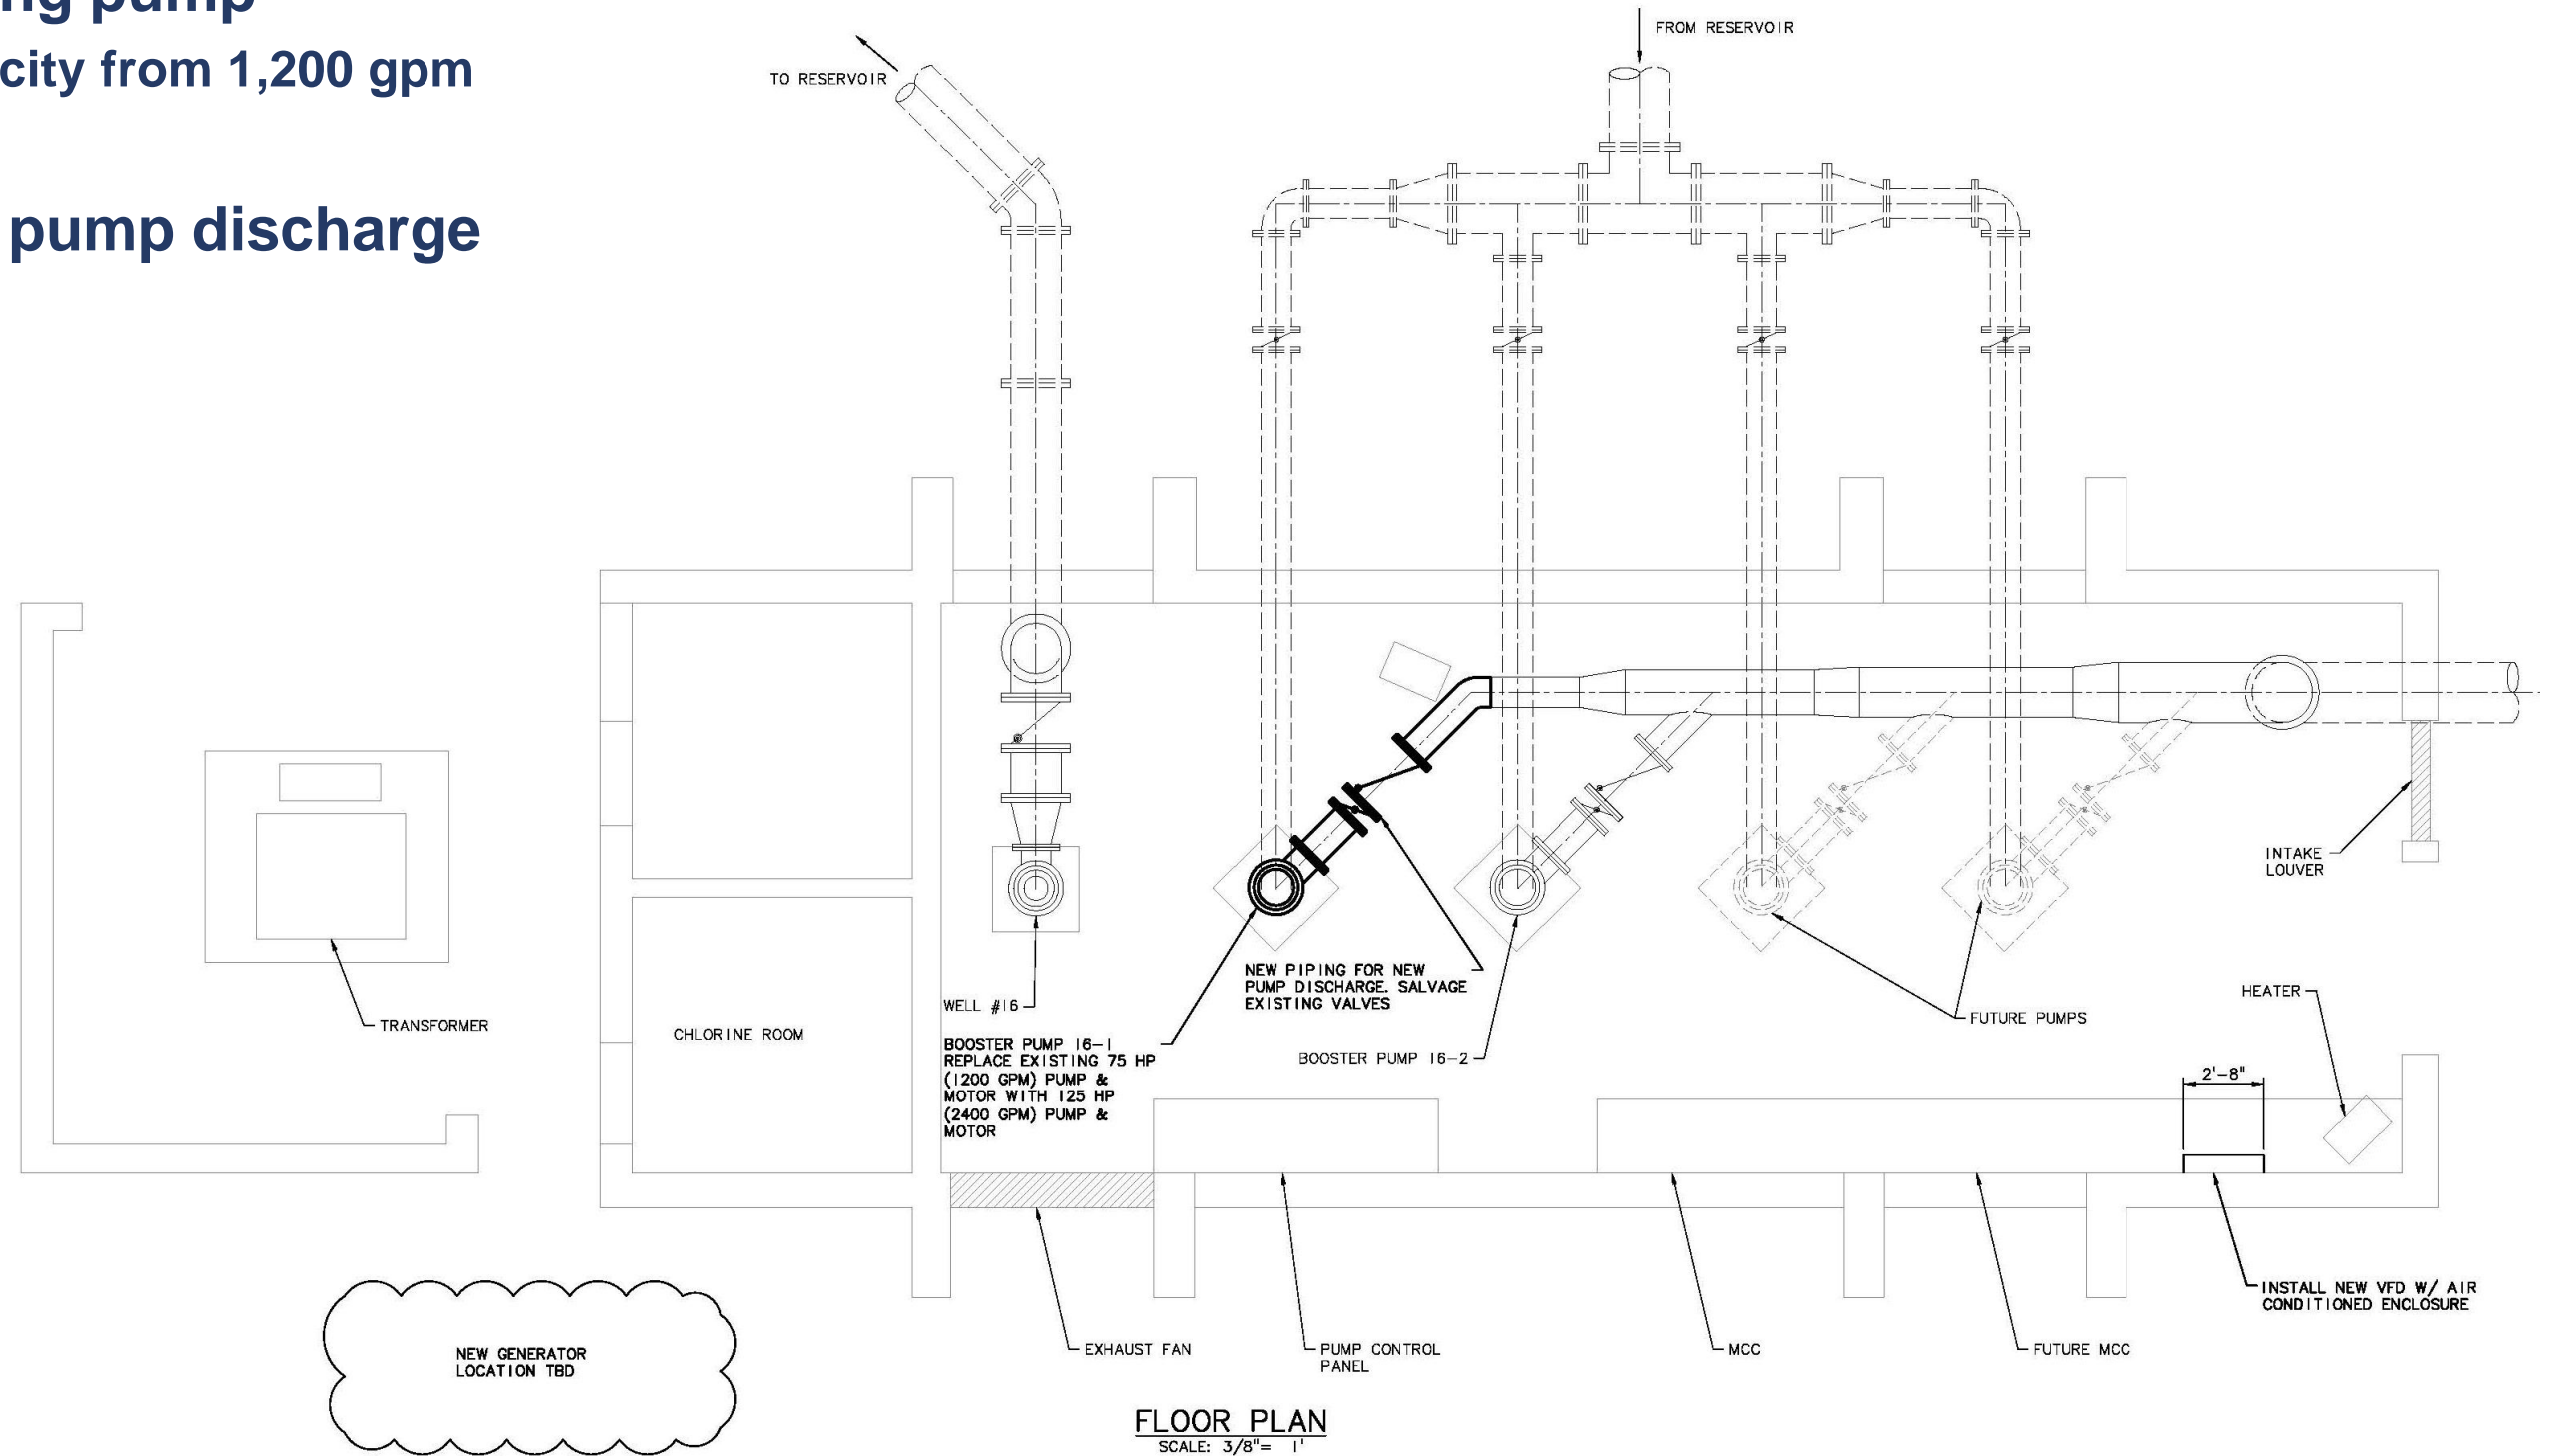 ng pump
city from 1,200 gpm
pump discharge
FROM RESERVOIR
TO RESERVOIR
INTAKE
LOUVER
NEW PIPING FOR NEW
PUMP DISCHARGE. SALVAGE
EXISTING VALVES
WELL #16
HEATER
FUTURE PUMPS
TRANSFORMER
CHLORINE ROOM
BOOSTER PUMP 16-1
REPLACE EXISTING 75 HP
(1200 GPM) PUMP &
MOTOR WITH 125 HP
(2400 GPM) PUMP &
MOTOR
BOOSTER PUMP 16-2
2'-8"
INSTALL NEW VFD W/ AIR
CONDITIONED ENCLOSURE
NEW GENERATOR
LOCATION TBD
EXHAUST FAN
PUMP CONTROL
PANEL
MCC
FUTURE MCC
FLOOR PLAN
SCALE: 3/8"= 1'